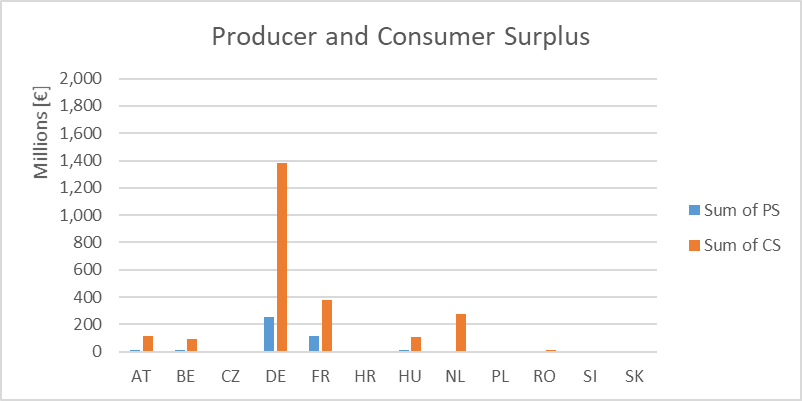 Producer and Consumer Surplus
Millions [€]
2,000
1,800
1,600
1,400
1,200
1,000
800
600
400
200
0
AT BE CZ DE FR HR HU NL PL RO SI SK
Sum of PS
Sum of CS